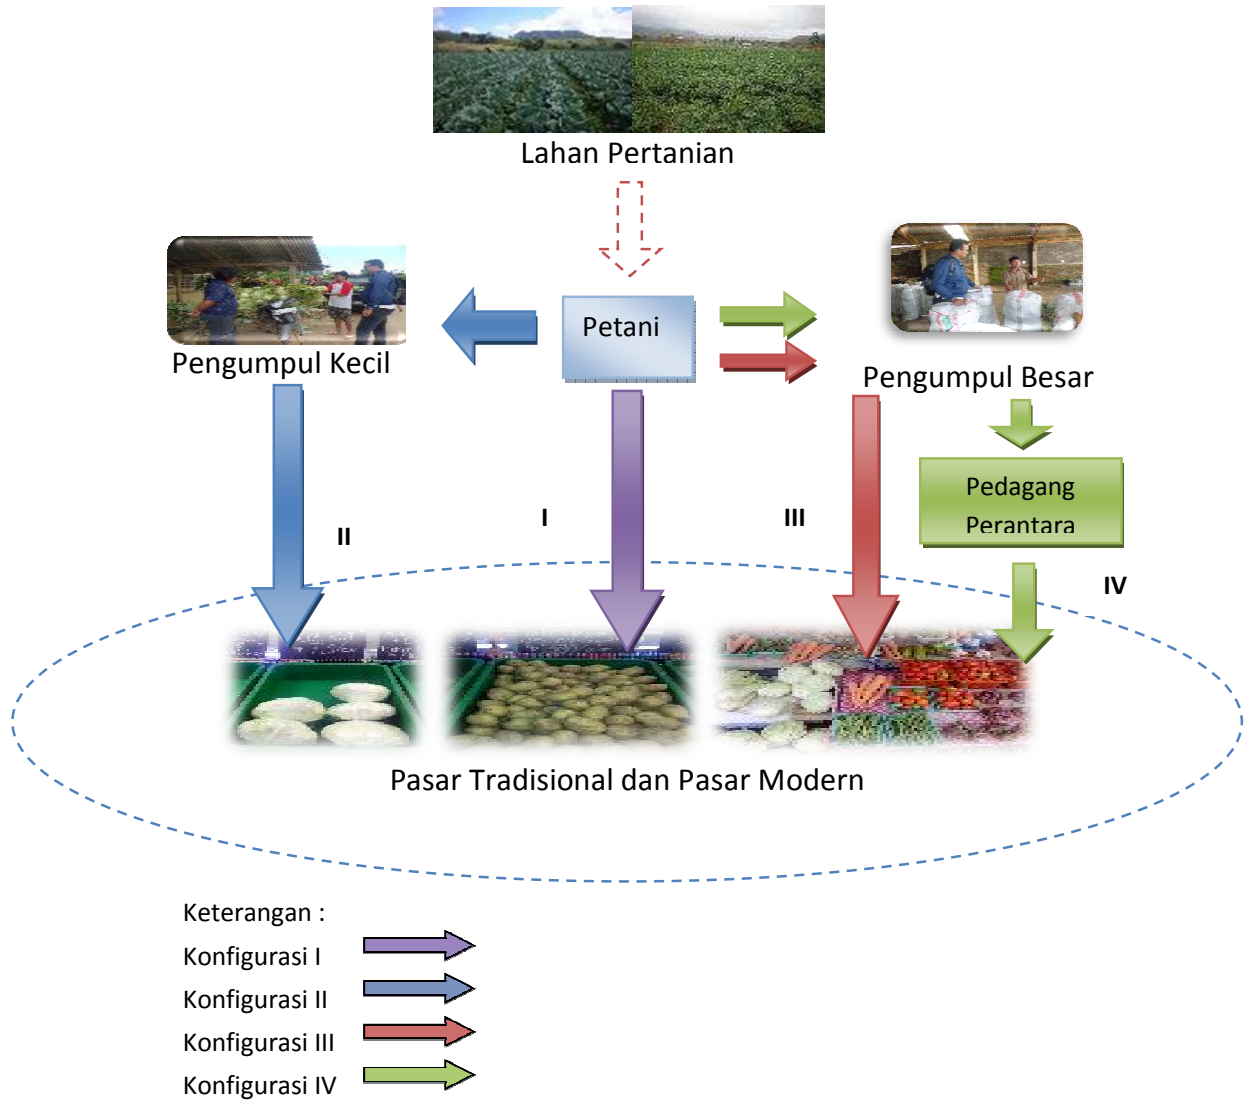 Lahan Pertanian
Petani
Pengumpul Kecil
Pengumpul Besar
Pedagang
Perantara
I
III
II
IV
Pasar Tradisional dan Pasar Modern
Keterangan :
Konfigurasi I
Konfigurasi II
Konfigurasi III
Konfigurasi IV